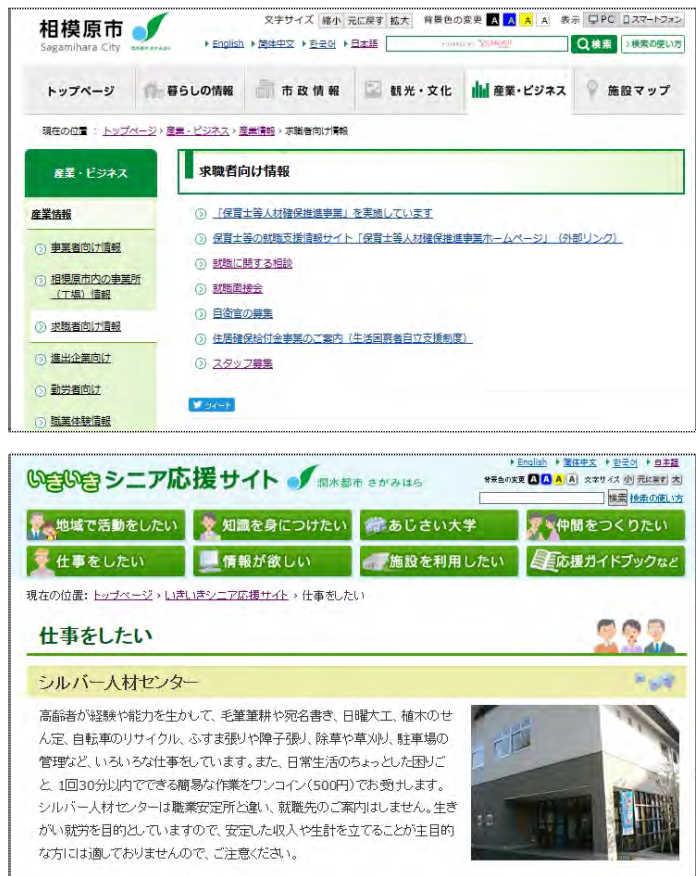 相模原市
Sagamihara City
文字サイズ 縮小 元に戻す 拡大 背景色の変更 A A A A A 表示 PC スマートフォン
English 简体中文 한국어 日本語
検索 検索の使い方
トップページ 暮らしの情報 市政情報 観光・文化 産業・ビジネス 施設マップ
現在の位置 : トップページ › 産業・ビジネス › 産業情報 › 求職者向け情報
産業・ビジネス
産業情報
事業者向け情報
相模原市内の事業所
（工場）情報
求職者向け情報
進出企業向け
勤労者向け
職業体験情報
求職者向け情報
「保育士等人材確保推進事業」を実施しています
保育士等の就職支援情報サイト「保育士等人材確保推進事業ホームページ」（外部リンク）
就職に関する相談
就職面接会
自衛官の募集
住居確保給付金事業のご案内（生活困窮者自立支援制度）
スタッフ募集
ツイート
いきいきシニア応援サイト 潤水都市 さがみはら
English 简体中文 한국어 日本語
背景色の変更 A A A A 文字サイズ 小 元に戻す 大
検索 検索の使い方
地域で活動をしたい 知識を身につけたい あじさい大学 仲間をつくりたい
仕事をしたい 情報が欲しい 施設を利用したい 応援ガイドブックなど
現在の位置: トップページ › いきいきシニア応援サイト › 仕事をしたい
仕事をしたい
シルバー人材センター
高齢者が経験や能力を生かして、毛筆筆耕や宛名書き、日曜大工、植木のせ
ん定、自転車のリサイクル、ふすま張りや障子張り、除草や草刈り、駐車場の
管理など、いろいろな仕事をしています。また、日常生活のちょっとした困りご
と、1回30分以内でできる簡易な作業をワンコイン(500円)でお受けします。
シルバー人材センターは職業安定所と違い、就職先のご案内はしません。生き
がい就労を目的としていますので、安定した収入や生計を立てることが主目的
な方には適しておりませんので、ご注意ください。